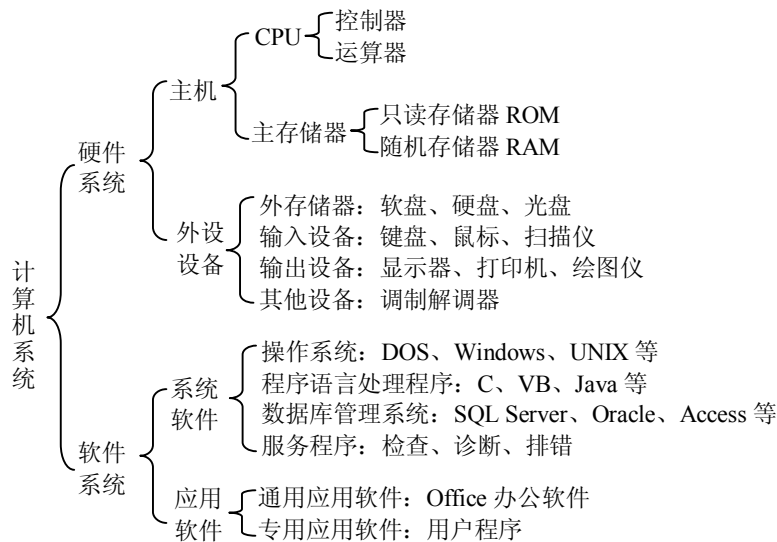 计算机系统
硬件
系统
主机
CPU
控制器
运算器
主存储器
只读存储器 ROM
随机存储器 RAM
外设
设备
外存储器：软盘、硬盘、光盘
输入设备：键盘、鼠标、扫描仪
输出设备：显示器、打印机、绘图仪
其他设备：调制解调器
软件
系统
系统
软件
操作系统：DOS、Windows、UNIX 等
程序语言处理程序：C、VB、Java 等
数据库管理系统：SQL Server、Oracle、Access 等
服务程序：检查、诊断、排错
应用
软件
通用应用软件：Office 办公软件
专用应用软件：用户程序